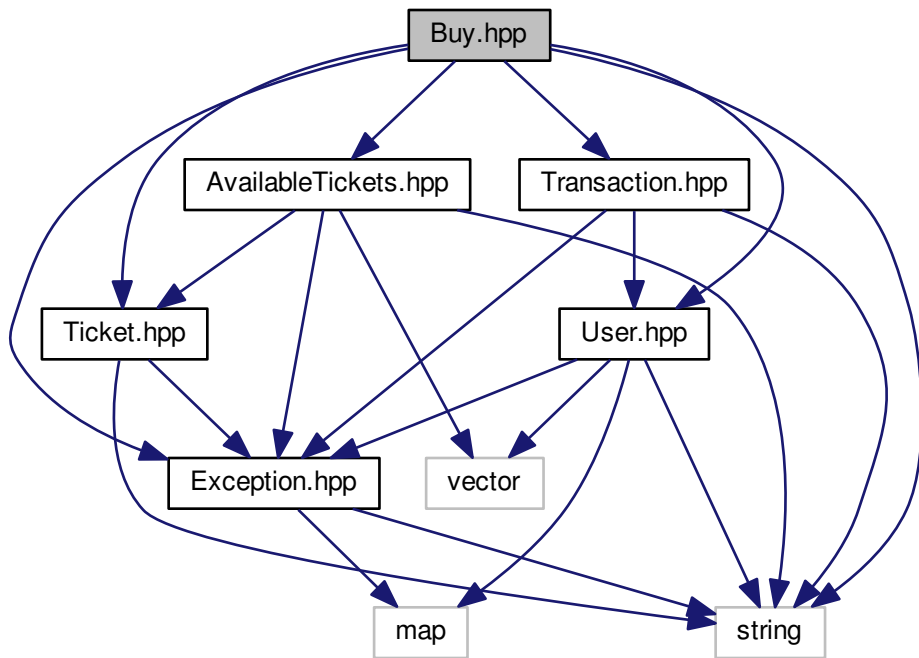 Buy.hpp
AvailableTickets.hpp
Transaction.hpp
Ticket.hpp
User.hpp
Exception.hpp
vector
map
string